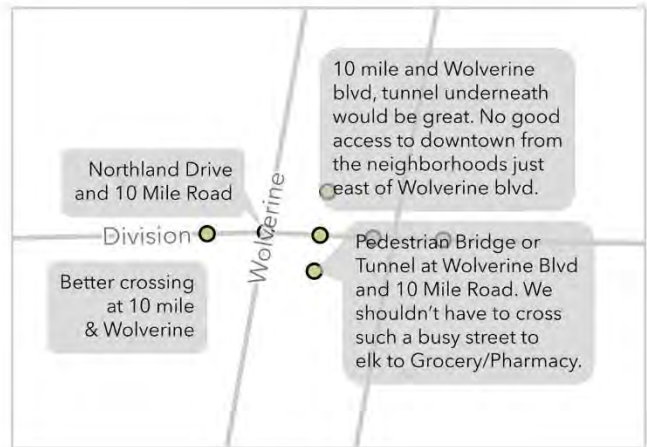 10 mile and Wolverine
blvd, tunnel underneath
would be great. No good
access to downtown from
the neighborhoods just
east of Wolverine blvd.
Northland Drive
and 10 Mile Road
Wolverine
Division
Better crossing
at 10 mile
& Wolverine
Pedestrian Bridge or
Tunnel at Wolverine Blvd
and 10 Mile Road. We
shouldn't have to cross
such a busy street to
elk to Grocery/Pharmacy.